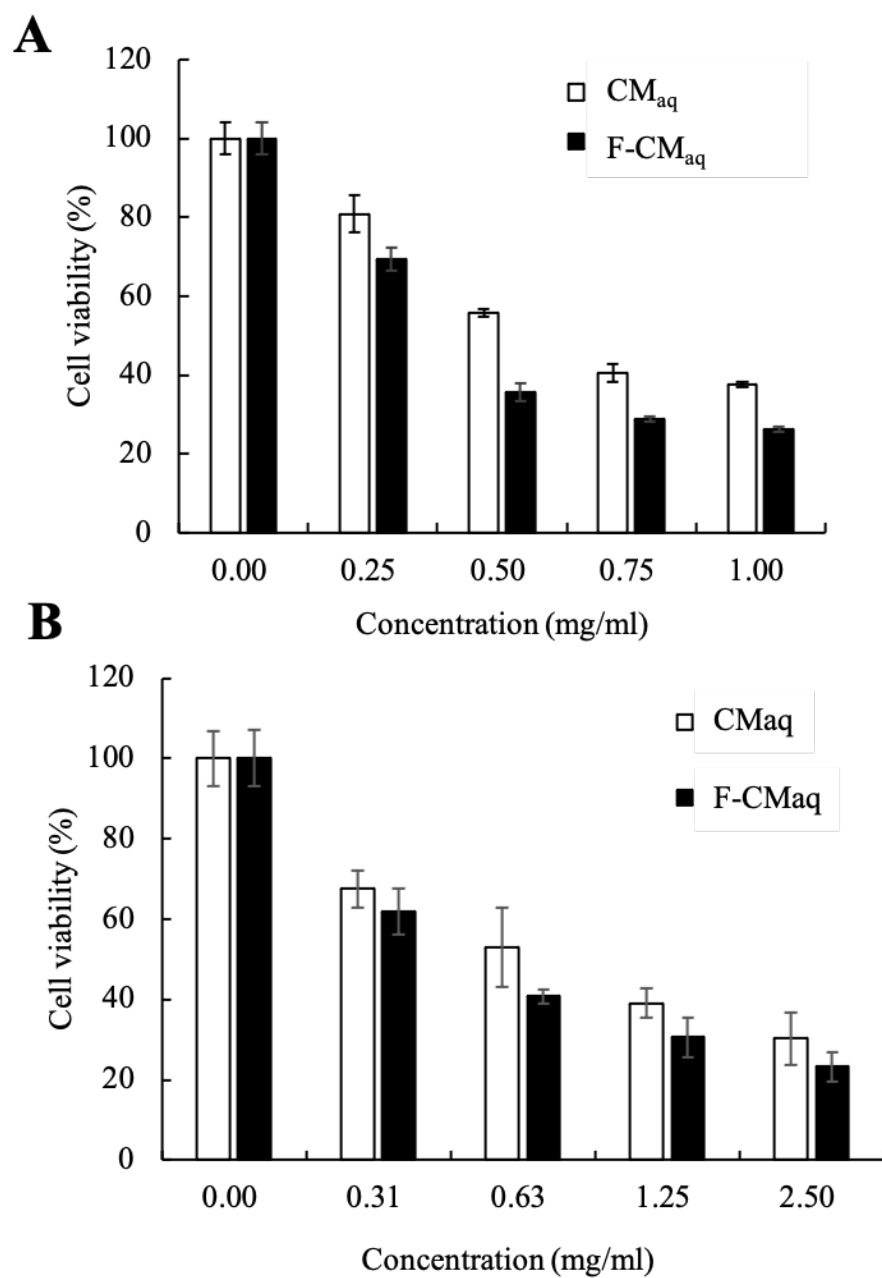 A
120
100
80
60
40
20
0
Cell viability (%)
CMaq
F-CMaq
0.00 0.25 0.50 0.75 1.00
Concentration (mg/ml)
B
120
100
80
60
40
20
0
Cell viability (%)
CMaq
F-CMaq
0.00 0.31 0.63 1.25 2.50
Concentration (mg/ml)